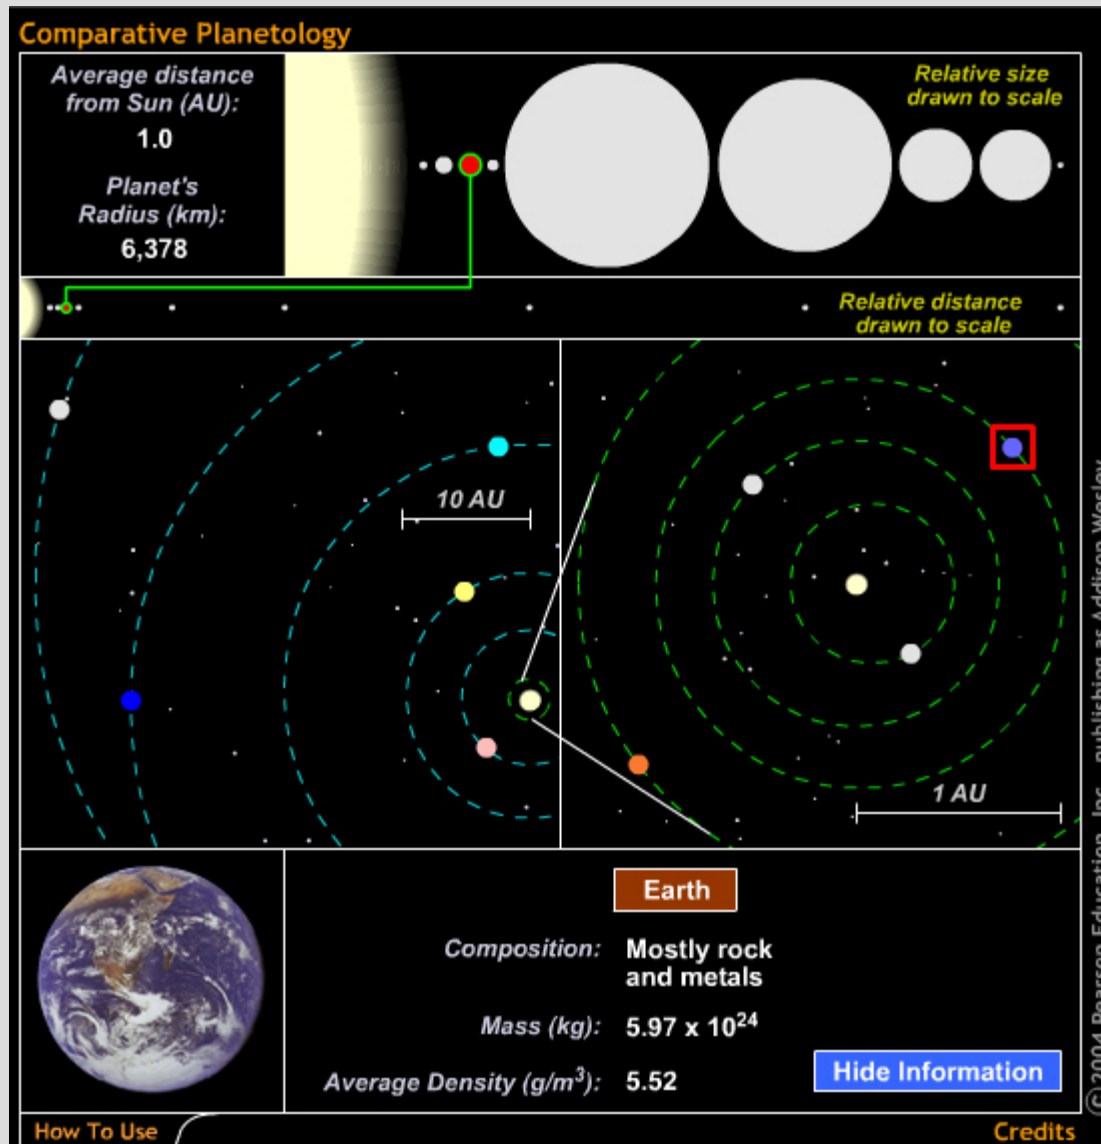 Comparative Planetology
Average distance
from Sun (AU):
1.0
Planet's
Radius (km):
6,378
Relative size
drawn to scale
Relative distance
drawn to scale
10 AU
1 AU
Earth
Composition: Mostly rock
and metals
Mass (kg): 5.97 x 10²⁴
Average Density (g/m³): 5.52
Hide Information
How To Use
Credits
©2004 Pearson Education, Inc., publishing as Addison Wesley